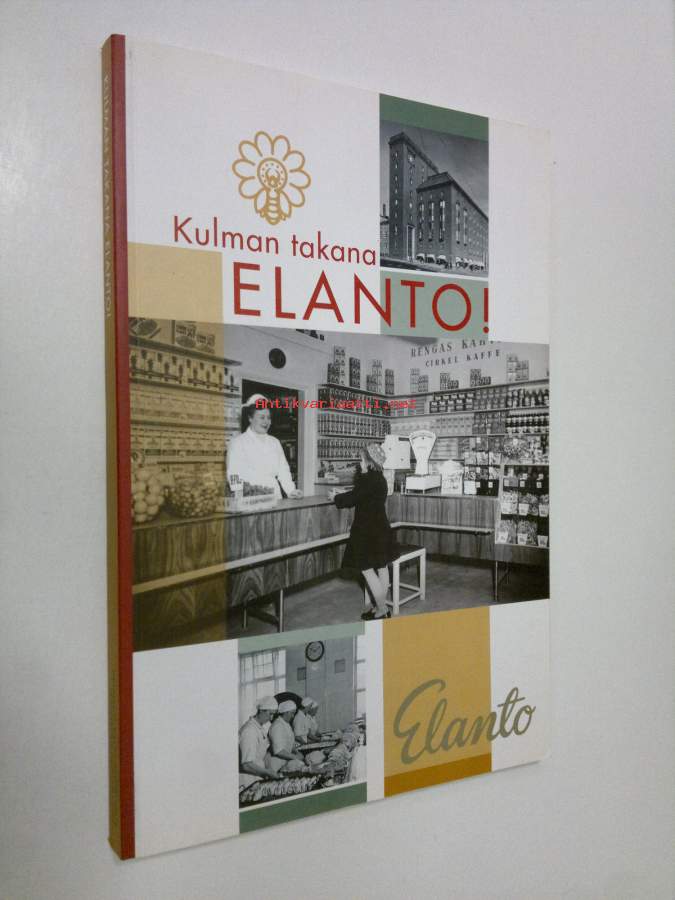 KULMAN TAKANA ELANTO!
Kulman takana
ELANTO!
RENGAS KAHVI
CIRKEL KAFFE
Antikvariaatti.net
Elanto